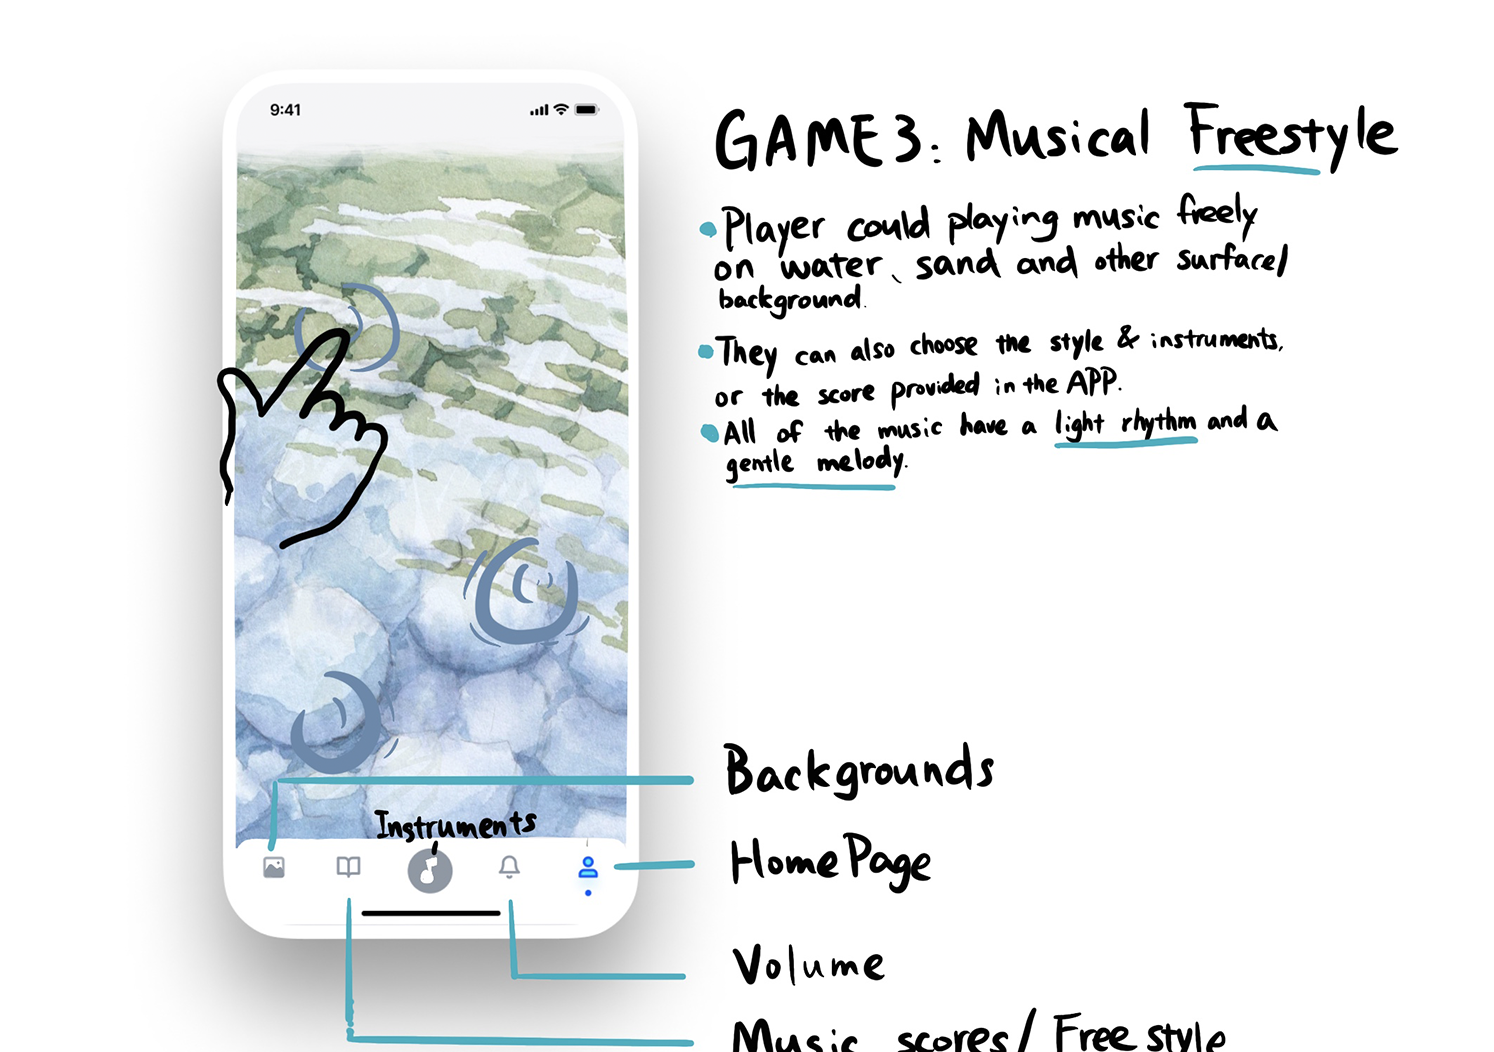 9:41
GAME3: Musical Freestyle
Player could playing music freely
on water、sand and other surface/
background.
They can also choose the style & instruments,
or the score provided in the APP.
All of the music have a light rhythm and a
gentle melody.
Backgrounds
Instruments
HomePage
Volume
Music scores/ Free style